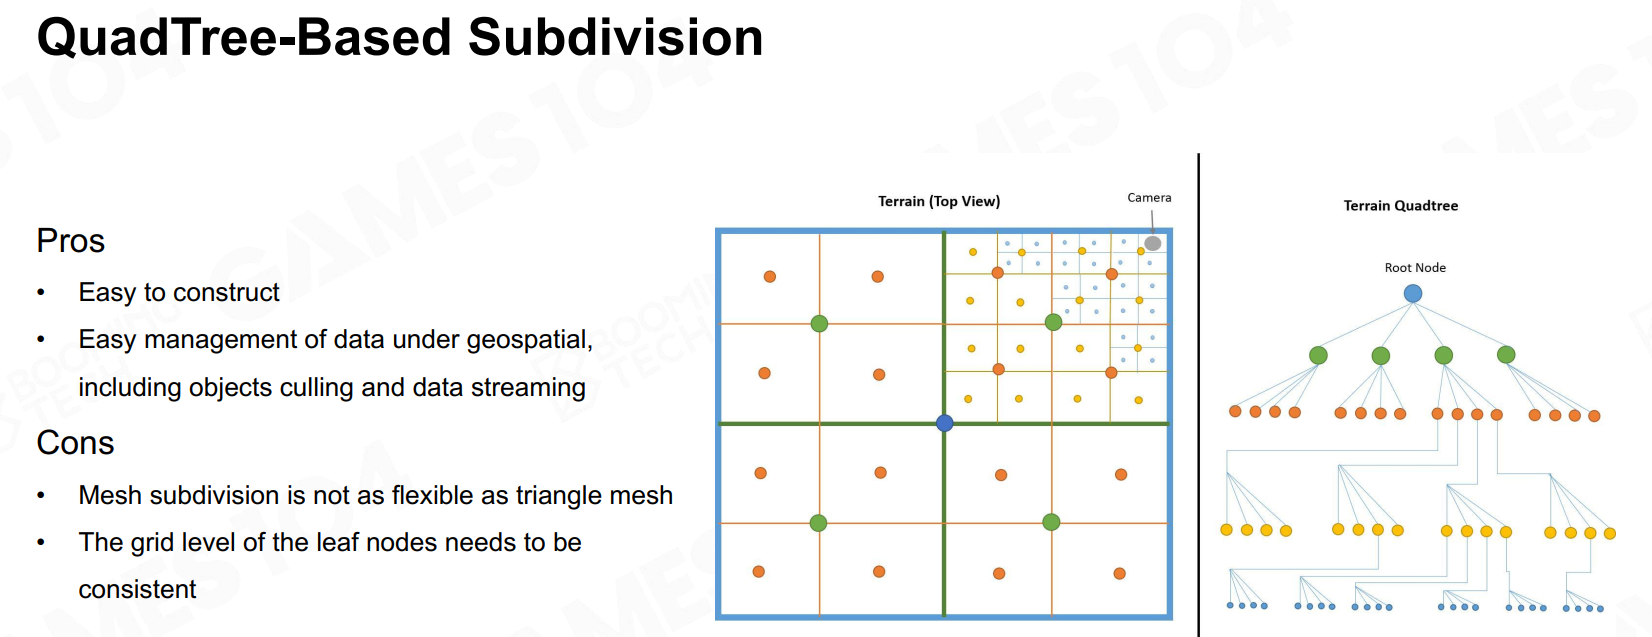 QuadTree-Based Subdivision
Pros
• Easy to construct
• Easy management of data under geospatial,
including objects culling and data streaming
Cons
• Mesh subdivision is not as flexible as triangle mesh
• The grid level of the leaf nodes needs to be
consistent
Terrain (Top View)
Camera
Terrain Quadtree
Root Node
GAMES 104